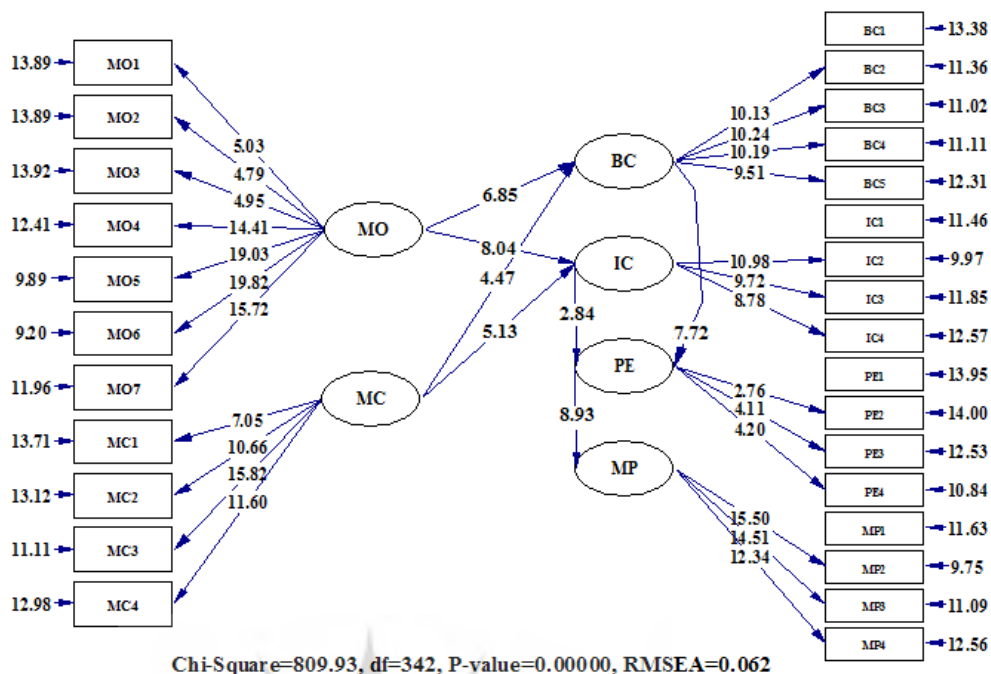 13.89 MO1
13.89 MO2
13.92 MO3
12.41 MO4
9.89 MO5
9.20 MO6
11.96 MO7
13.71 MC1
13.12 MC2
11.11 MC3
12.98 MC4
5.03
4.79
4.95
14.41
19.03
19.82
15.72
MO
7.05
10.66
15.82
11.60
MC
6.85
8.04
4.47
5.13
BC
IC
2.84
PE
7.72
8.93
MP
10.13
10.24
10.19
9.51
10.98
9.72
8.78
2.76
4.11
4.20
15.50
14.51
12.34
BC1 13.38
BC2 11.36
BC3 11.02
BC4 11.11
BC5 12.31
IC1 11.46
IC2 9.97
IC3 11.85
IC4 12.57
PE1 13.95
PE2 14.00
PE3 12.53
PE4 10.84
MP1 11.63
MP2 9.75
MP3 11.09
MP4 12.56
Chi-Square=809.93, df=342, P-value=0.00000, RMSEA=0.062